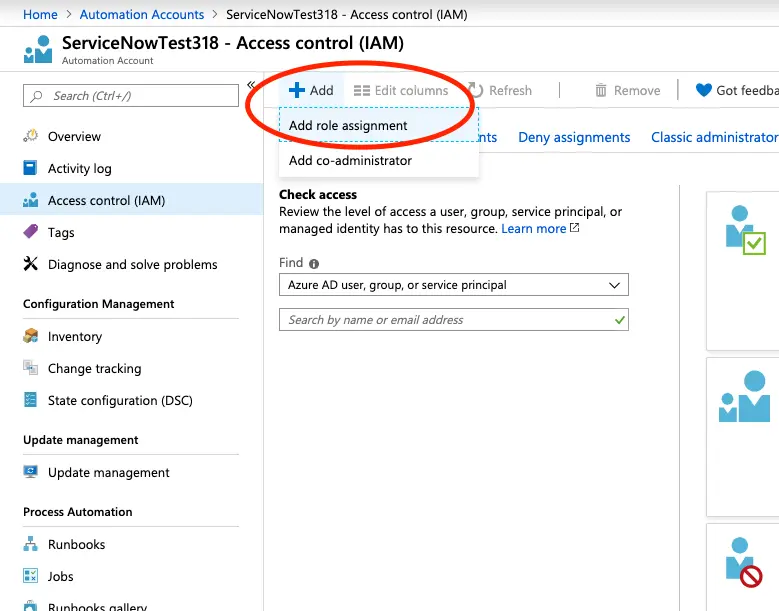 Home > Automation Accounts > ServiceNowTest318 - Access control (IAM)
ServiceNowTest318 - Access control (IAM)
Automation Account
Search (Ctrl+/)
«
Overview
Activity log
Access control (IAM)
Tags
Diagnose and solve problems
Configuration Management
Inventory
Change tracking
State configuration (DSC)
Update management
Update management
Process Automation
Runbooks
Jobs
Runbooks gallery
Add
Edit columns
Refresh
Remove
Got feedba
Add role assignment
Add co-administrator
nts
Deny assignments
Classic administrator
Check access
Review the level of access a user, group, service principal, or
managed identity has to this resource. Learn more
Find
Azure AD user, group, or service principal
Search by name or email address